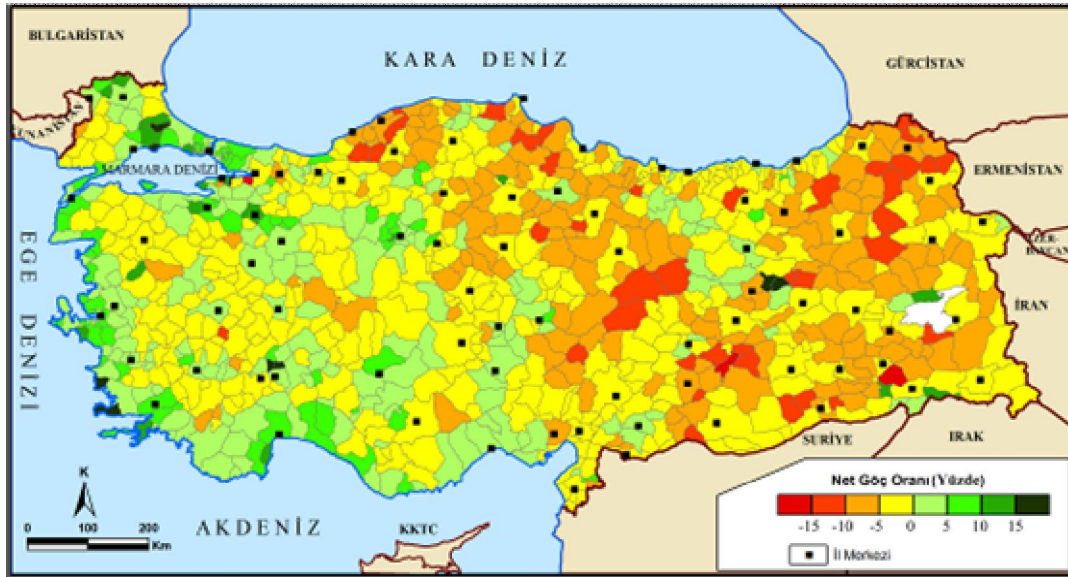 BULGARİSTAN
KARA DENİZ
GÜRCİSTAN
YUNANİSTAN
MARMARA DENİZİ
ERMENİSTAN
AZER-
BAYCAN
EGE DENİZİ
İRAN
SURİYE
IRAK
K
0 100 200
Km
AKDENİZ
KKTC
Net Göç Oranı (Yüzde)
-15 -10 -5 0 5 10 15
İl Merkezi